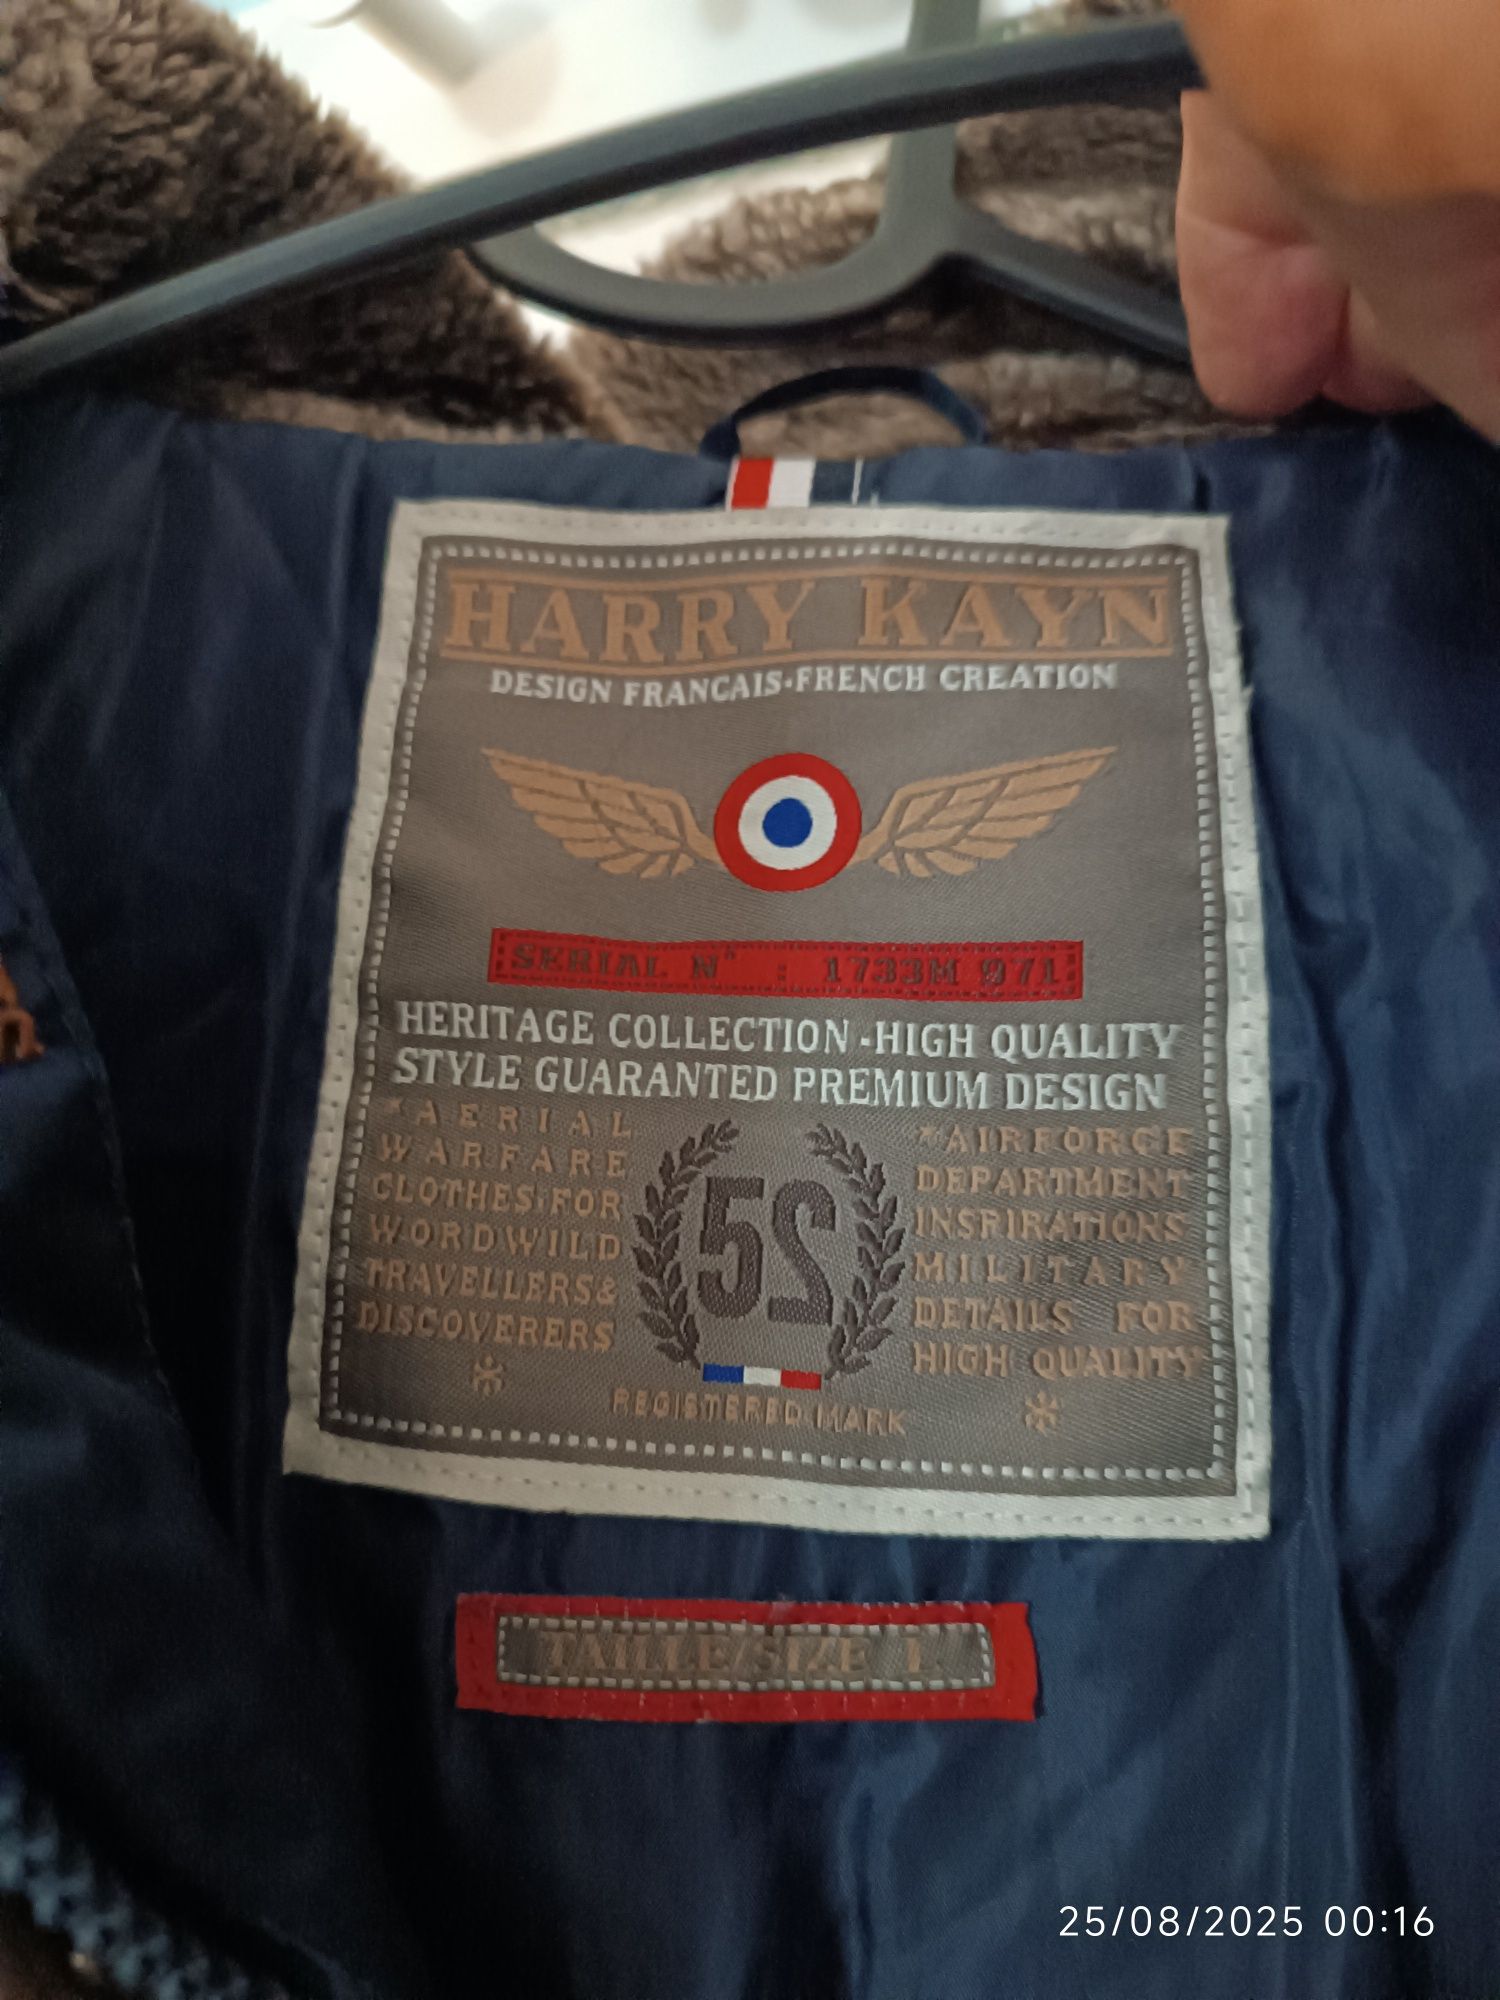 HARRY KAYN
DESIGN FRANCAIS·FRENCH CREATION
SERIAL N° : 1733M 971
HERITAGE COLLECTION -HIGH QUALITY
STYLE GUARANTED PREMIUM DESIGN
*AERIAL
WARFARE
CLOTHES·FOR
WORDWILD
TRAVELLERS&
DISCOVERERS
52
*AIRFORCE
DEPARTMENT
INSPIRATIONS
MILITARY
DETAILS FOR
HIGH QUALITY
REGISTERED MARK
TAILLE/SIZE L
25/08/2025 00:16